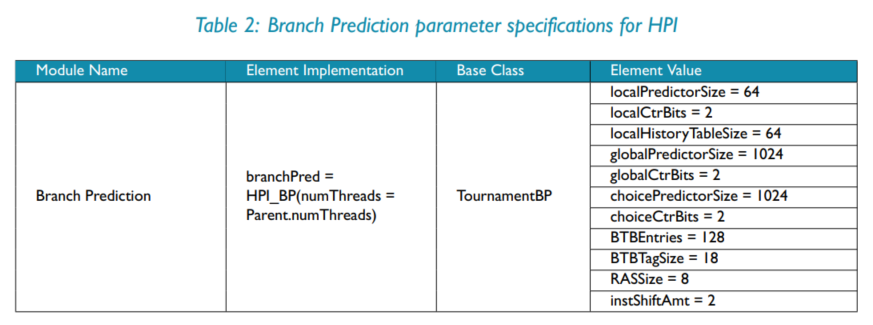 Table 2: Branch Prediction parameter specifications for HPI
Module Name Element Implementation Base Class Element Value
Branch Prediction
branchPred =
HPI_BP(numThreads =
Parent.numThreads)
TournamentBP
localPredictorSize = 64
localCtrBits = 2
localHistoryTableSize = 64
globalPredictorSize = 1024
globalCtrBits = 2
choicePredictorSize = 1024
choiceCtrBits = 2
BTBEntries = 128
BTBTagSize = 18
RASSize = 8
instShiftAmt = 2